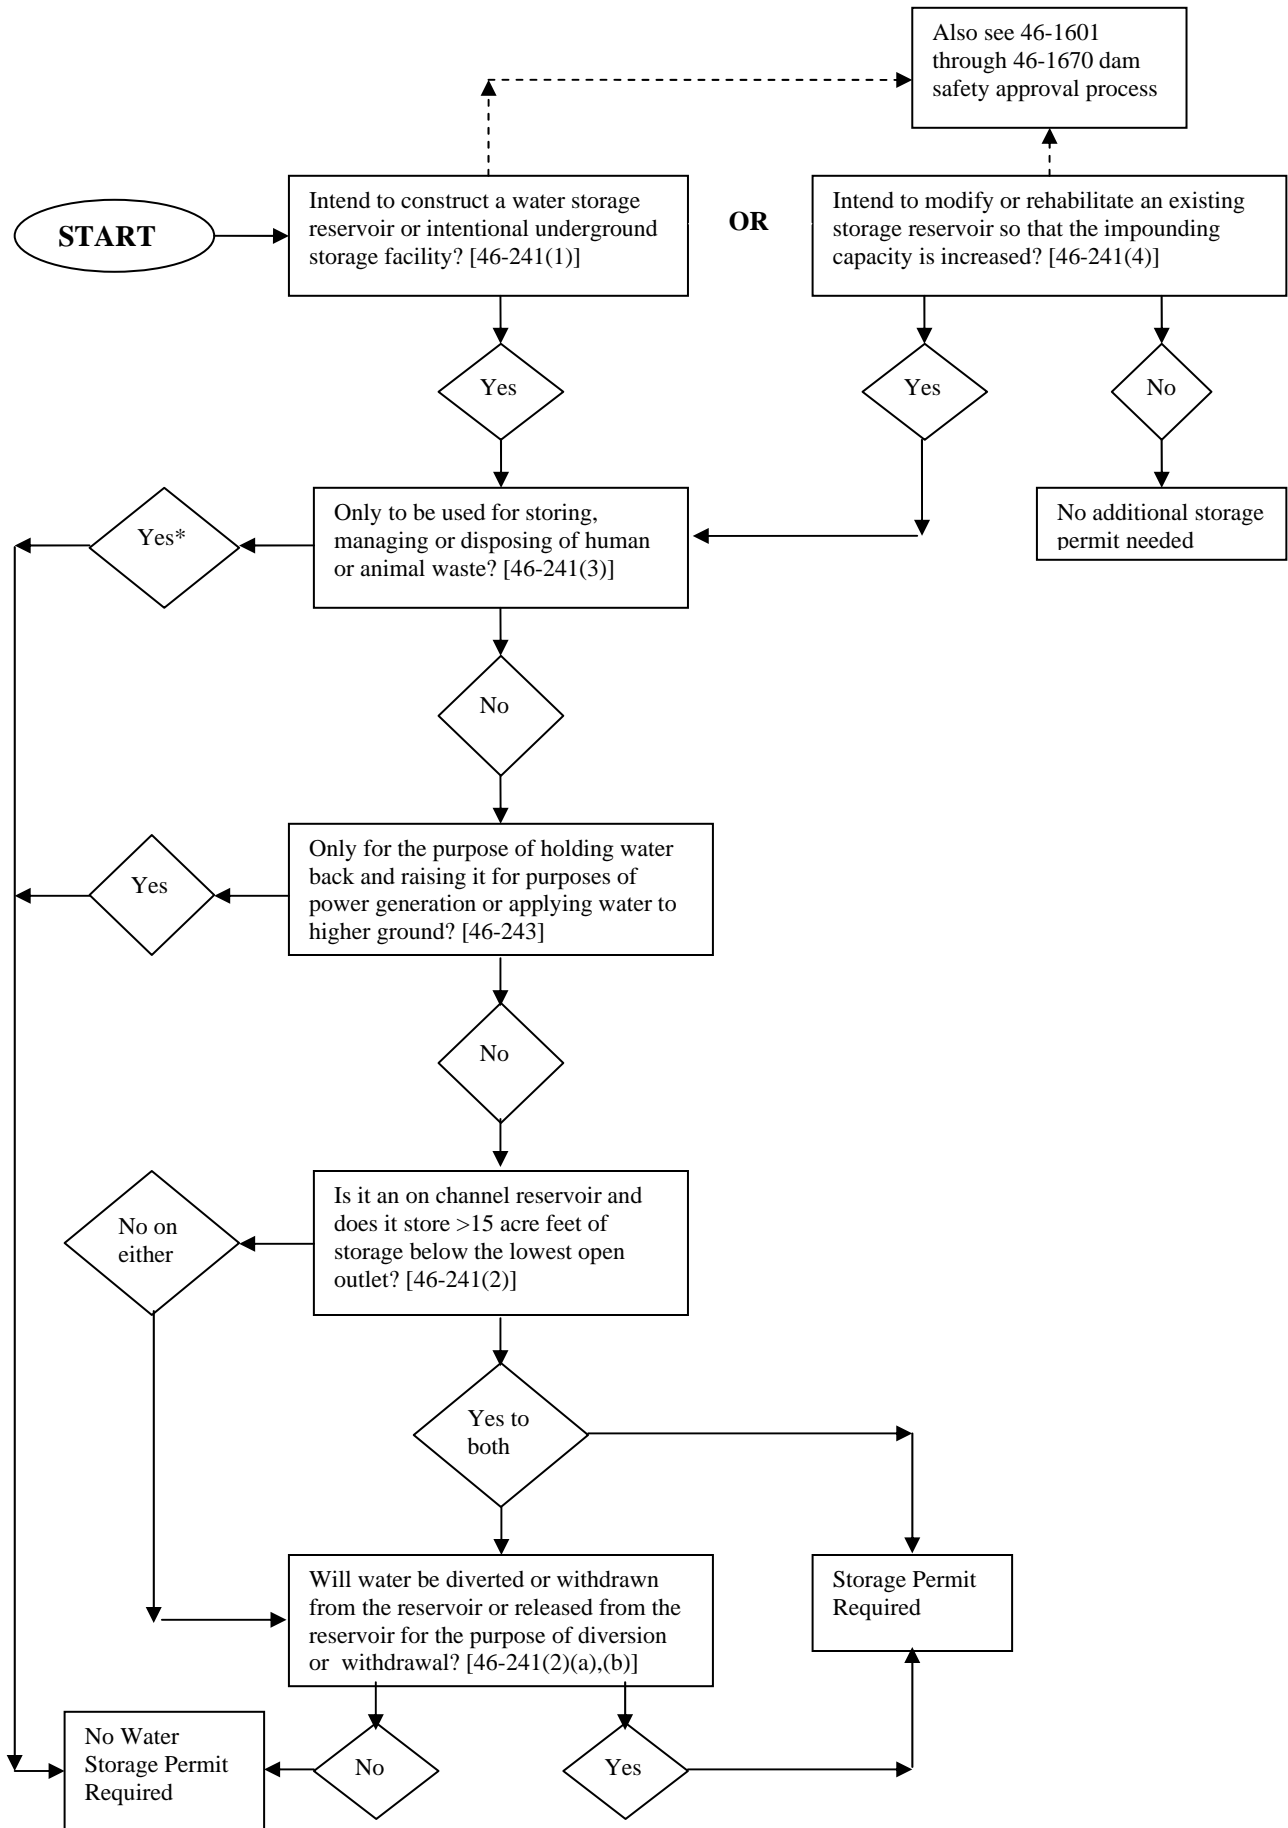 Also see 46-1601
through 46-1670 dam
safety approval process
START
Intend to construct a water storage
reservoir or intentional underground
storage facility? [46-241(1)]
OR
Intend to modify or rehabilitate an existing
storage reservoir so that the impounding
capacity is increased? [46-241(4)]
Yes
Yes
No
Yes*
Only to be used for storing,
managing or disposing of human
or animal waste? [46-241(3)]
No additional storage
permit needed
No
Yes
Only for the purpose of holding water
back and raising it for purposes of
power generation or applying water to
higher ground? [46-243]
No
No on
either
Is it an on channel reservoir and
does it store >15 acre feet of
storage below the lowest open
outlet? [46-241(2)]
Yes to
both
Will water be diverted or withdrawn
from the reservoir or released from the
reservoir for the purpose of diversion
or withdrawal? [46-241(2)(a),(b)]
Storage Permit
Required
No Water
Storage Permit
Required
No
Yes